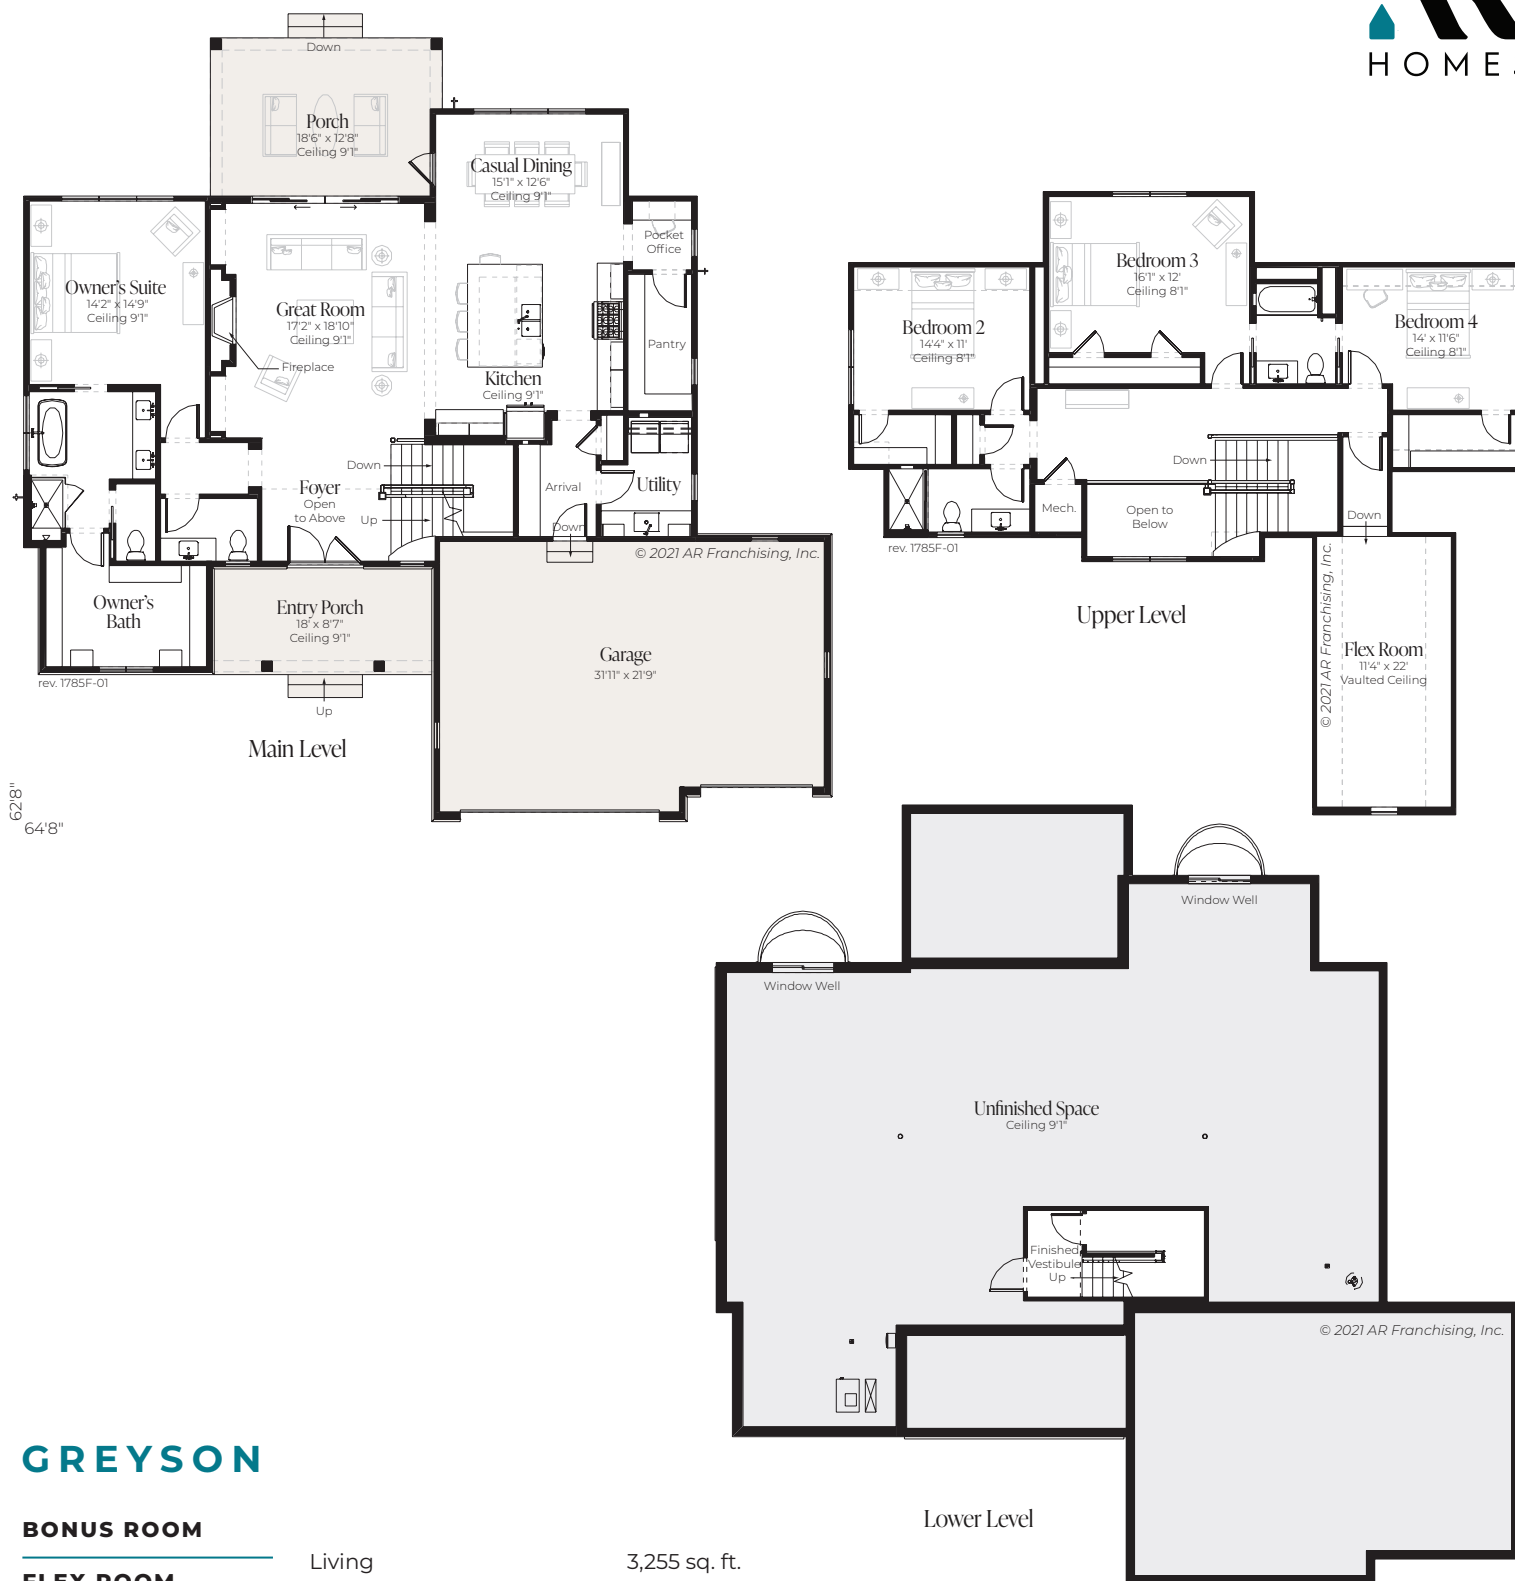 HOMES
Down
Porch
18'6" x 12'8"
Ceiling 9'1"
Casual Dining
15'1" x 12'6"
Ceiling 9'1"
Pocket
Office
Owner's Suite
14'2" x 14'9"
Ceiling 9'1"
Great Room
17'2" x 18'10"
Ceiling 9'1"
Fireplace
Kitchen
Ceiling 9'1"
Pantry
Down
Foyer
Open
to Above
Up
Arrival
Utility
Down
© 2021 AR Franchising, Inc.
Owner's
Bath
Entry Porch
18' x 8'7"
Ceiling 9'1"
Garage
31'11" x 21'9"
rev. 1785F-01
Up
Main Level
62'8"
64'8"
Bedroom 3
16'1" x 12'
Ceiling 8'1"
Bedroom 2
14'4" x 11'
Ceiling 8'1"
Bedroom 4
14' x 11'6"
Ceiling 8'1"
Down
Mech.
Open to
Below
Down
rev. 1785F-01
Upper Level
© 2021 AR Franchising, Inc.
Flex Room
11'4" x 22'
Vaulted Ceiling
Window Well
Window Well
Unfinished Space
Ceiling 9'1"
Finished
Vestibule
Up
© 2021 AR Franchising, Inc.
Lower Level
GREYSON
BONUS ROOM
Living 3,255 sq. ft.
FLEX ROOM